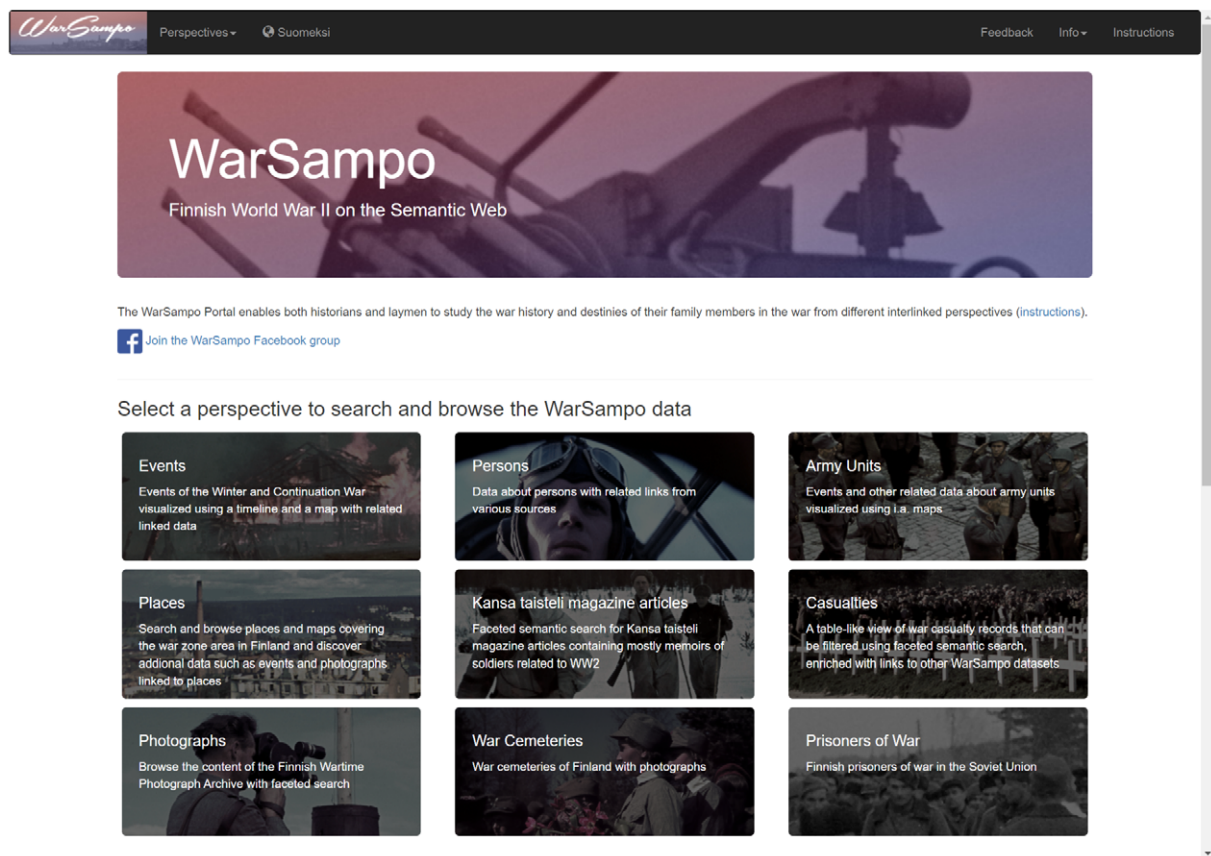 WarSampo Perspectives Suomeksi Feedback Info Instructions
WarSampo
Finnish World War II on the Semantic Web
The WarSampo Portal enables both historians and laymen to study the war history and destinies of their family members in the war from different interlinked perspectives (instructions).
Join the WarSampo Facebook group
Select a perspective to search and browse the WarSampo data
Events
Events of the Winter and Continuation War
visualized using a timeline and a map with related
linked data
Persons
Data about persons with related links from
various sources
Army Units
Events and other related data about army units
visualized using i.a. maps
Places
Search and browse places and maps covering
the war zone area in Finland and discover
addional data such as events and photographs
linked to places
Kansa taisteli magazine articles
Faceted semantic search for Kansa taisteli
magazine articles containing mostly memoirs of
soldiers related to WW2
Casualties
A table-like view of war casualty records that can
be filtered using faceted semantic search,
enriched with links to other WarSampo datasets
Photographs
Browse the content of the Finnish Wartime
Photograph Archive with faceted search
War Cemeteries
War cemeteries of Finland with photographs
Prisoners of War
Finnish prisoners of war in the Soviet Union